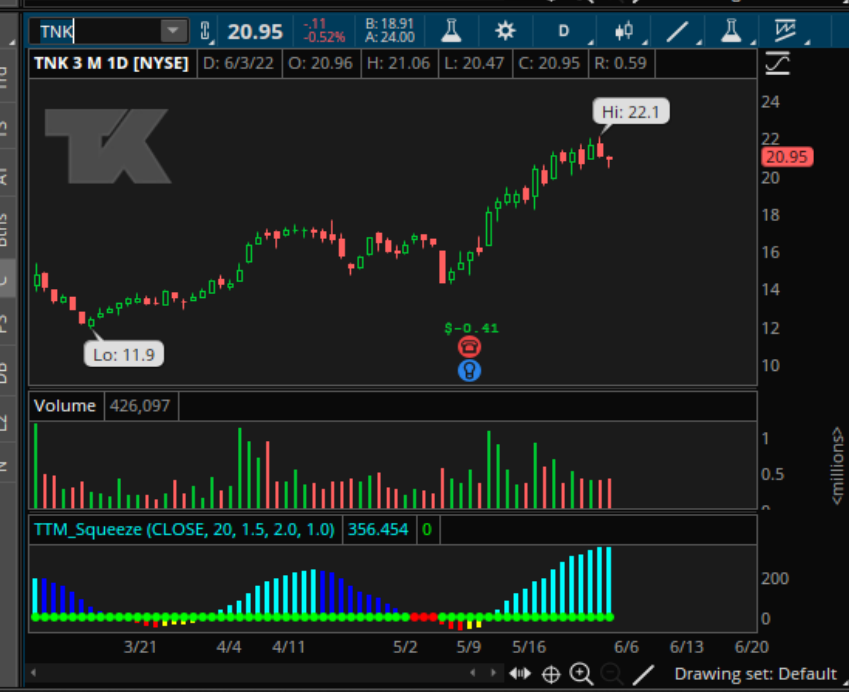 TNK 20.95 -.11 -0.52% B: 18.91 A: 24.00 D
TNK 3 M 1D [NYSE] D: 6/3/22 O: 20.96 H: 21.06 L: 20.47 C: 20.95 R: 0.59
24
Hi: 22.1
22
20.95
20
18
16
14
12
$-0.41
Lo: 11.9
10
Volume 426,097
1
0.5
<millions>
TTM_Squeeze (CLOSE, 20, 1.5, 2.0, 1.0) 356.454 0
200
0
3/21 4/4 4/11 5/2 5/9 5/16 6/6 6/13 6/20
Drawing set: Default